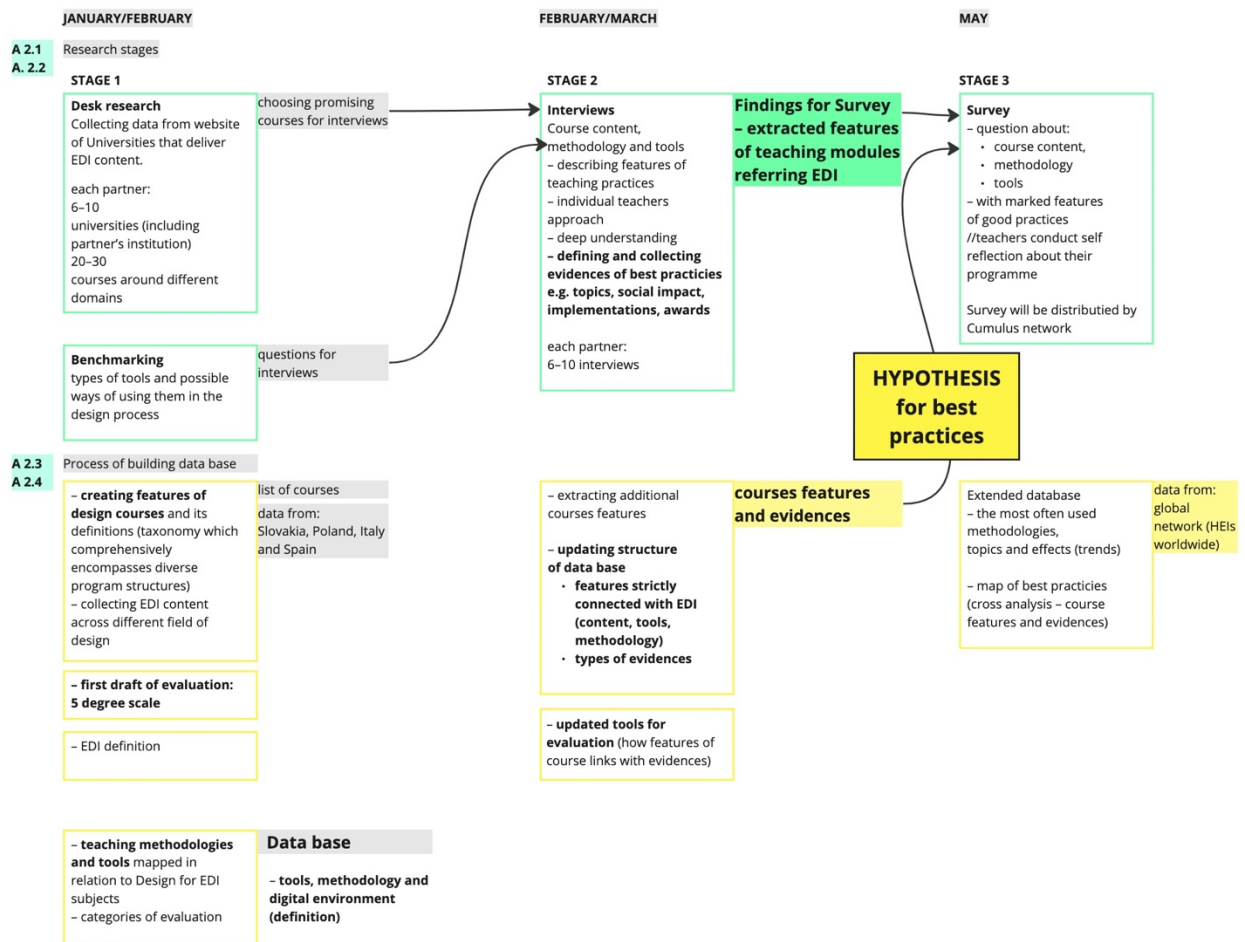 JANUARY/FEBRUARY
FEBRUARY/MARCH
MAY
A 2.1
A. 2.2
Research stages
STAGE 1
Desk research
Collecting data from website
of Universities that deliver
EDI content.
each partner:
6–10
universities (including
partner's institution)
20–30
courses around different
domains
choosing promising
courses for interviews
Benchmarking
types of tools and possible
ways of using them in the
design process
questions for
interviews
STAGE 2
Interviews
Course content,
methodology and tools
– describing features of
teaching practices
– individual teachers
approach
– deep understanding
– defining and collecting
evidences of best practicies
e.g. topics, social impact,
implementations, awards
each partner:
6–10 interviews
Findings for Survey
– extracted features
of teaching modules
referring EDI
STAGE 3
Survey
– question about:
• course content,
• methodology
• tools
– with marked features
of good practices
//teachers conduct self
reflection about their
programme
Survey will be distributied by
Cumulus network
HYPOTHESIS
for best
practices
A 2.3
A 2.4
Process of building data base
– creating features of
design courses and its
definitions (taxonomy which
comprehensively
encompasses diverse
program structures)
– collecting EDI content
across different field of
design
list of courses
data from:
Slovakia, Poland, Italy
and Spain
– first draft of evaluation:
5 degree scale
– EDI definition
– extracting additional
courses features
– updating structure
of data base
• features strictly
connected with EDI
(content, tools,
methodology)
• types of evidences
courses features
and evidences
– updated tools for
evaluation (how features of
course links with evidences)
Extended database
– the most often used
methodologies,
topics and effects (trends)
– map of best practicies
(cross analysis – course
features and evidences)
data from:
global
network (HEIs
worldwide)
– teaching methodologies
and tools mapped in
relation to Design for EDI
subjects
– categories of evaluation
Data base
– tools, methodology and
digital environment
(definition)